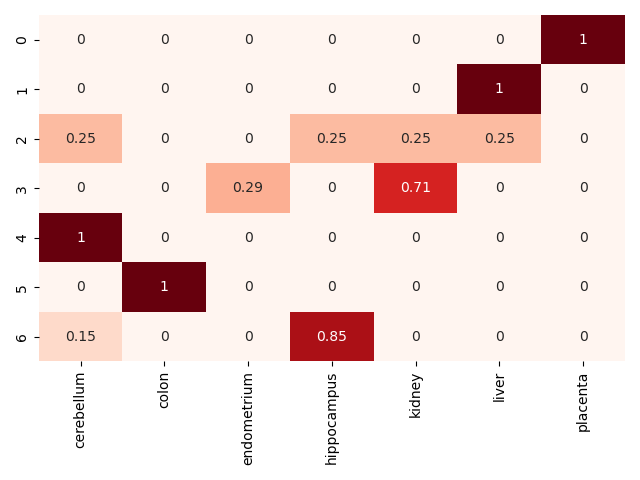 0 0 0 0 0 0 0 1
1 0 0 0 0 0 1 0
2 0.25 0 0 0.25 0.25 0.25 0
3 0 0 0.29 0 0.71 0 0
4 1 0 0 0 0 0 0
5 0 1 0 0 0 0 0
6 0.15 0 0 0.85 0 0 0
cerebellum colon endometrium hippocampus kidney liver placenta